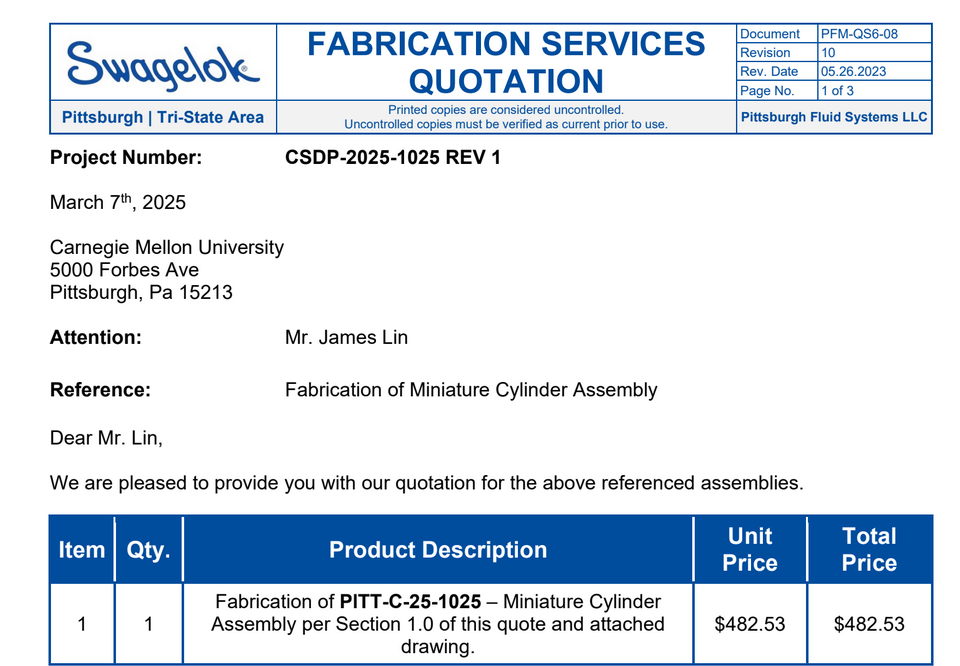 Swagelok
FABRICATION SERVICES
QUOTATION
Document PFM-QS6-08
Revision 10
Rev. Date 05.26.2023
Page No. 1 of 3
Pittsburgh | Tri-State Area
Printed copies are considered uncontrolled.
Uncontrolled copies must be verified as current prior to use.
Pittsburgh Fluid Systems LLC
Project Number: CSDP-2025-1025 REV 1
March 7th, 2025
Carnegie Mellon University
5000 Forbes Ave
Pittsburgh, Pa 15213
Attention: Mr. James Lin
Reference: Fabrication of Miniature Cylinder Assembly
Dear Mr. Lin,
We are pleased to provide you with our quotation for the above referenced assemblies.
Item Qty. Product Description Unit Price Total Price
1 1 Fabrication of PITT-C-25-1025 – Miniature Cylinder
Assembly per Section 1.0 of this quote and attached
drawing.
$482.53 $482.53